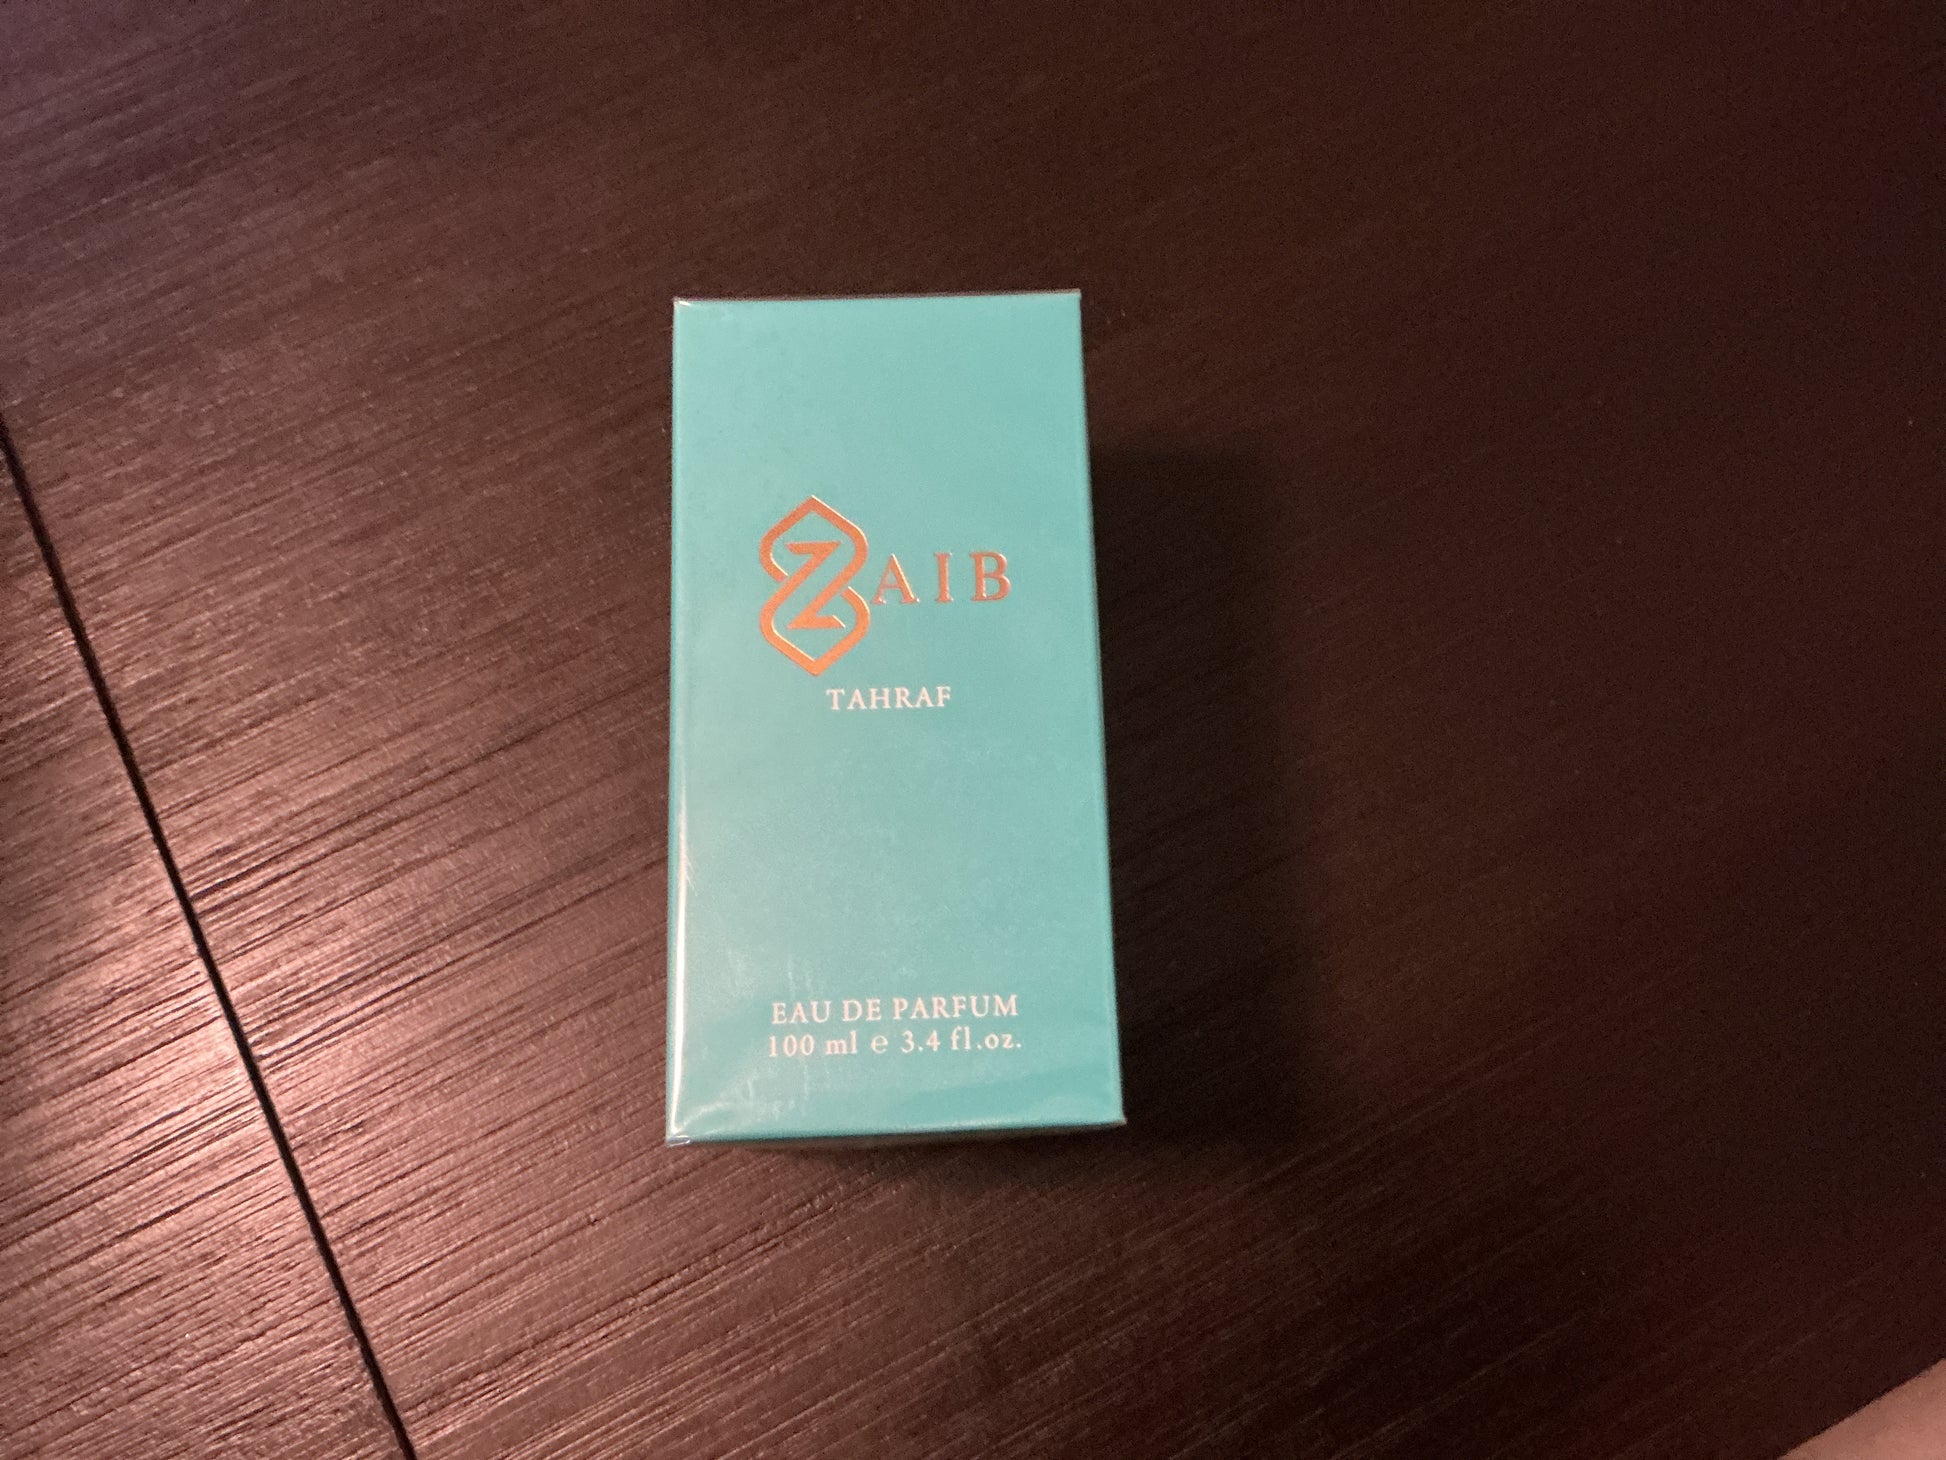 ZAIB
TAHRAF
EAU DE PARFUM
100 ml ℮ 3.4 fl.oz.